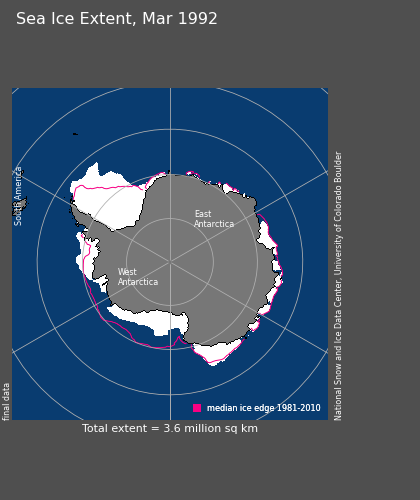 Sea Ice Extent, Mar 1992
South America
East
Antarctica
West
Antarctica
National Snow and Ice Data Center, University of Colorado Boulder
final data
median ice edge 1981-2010
Total extent = 3.6 million sq km